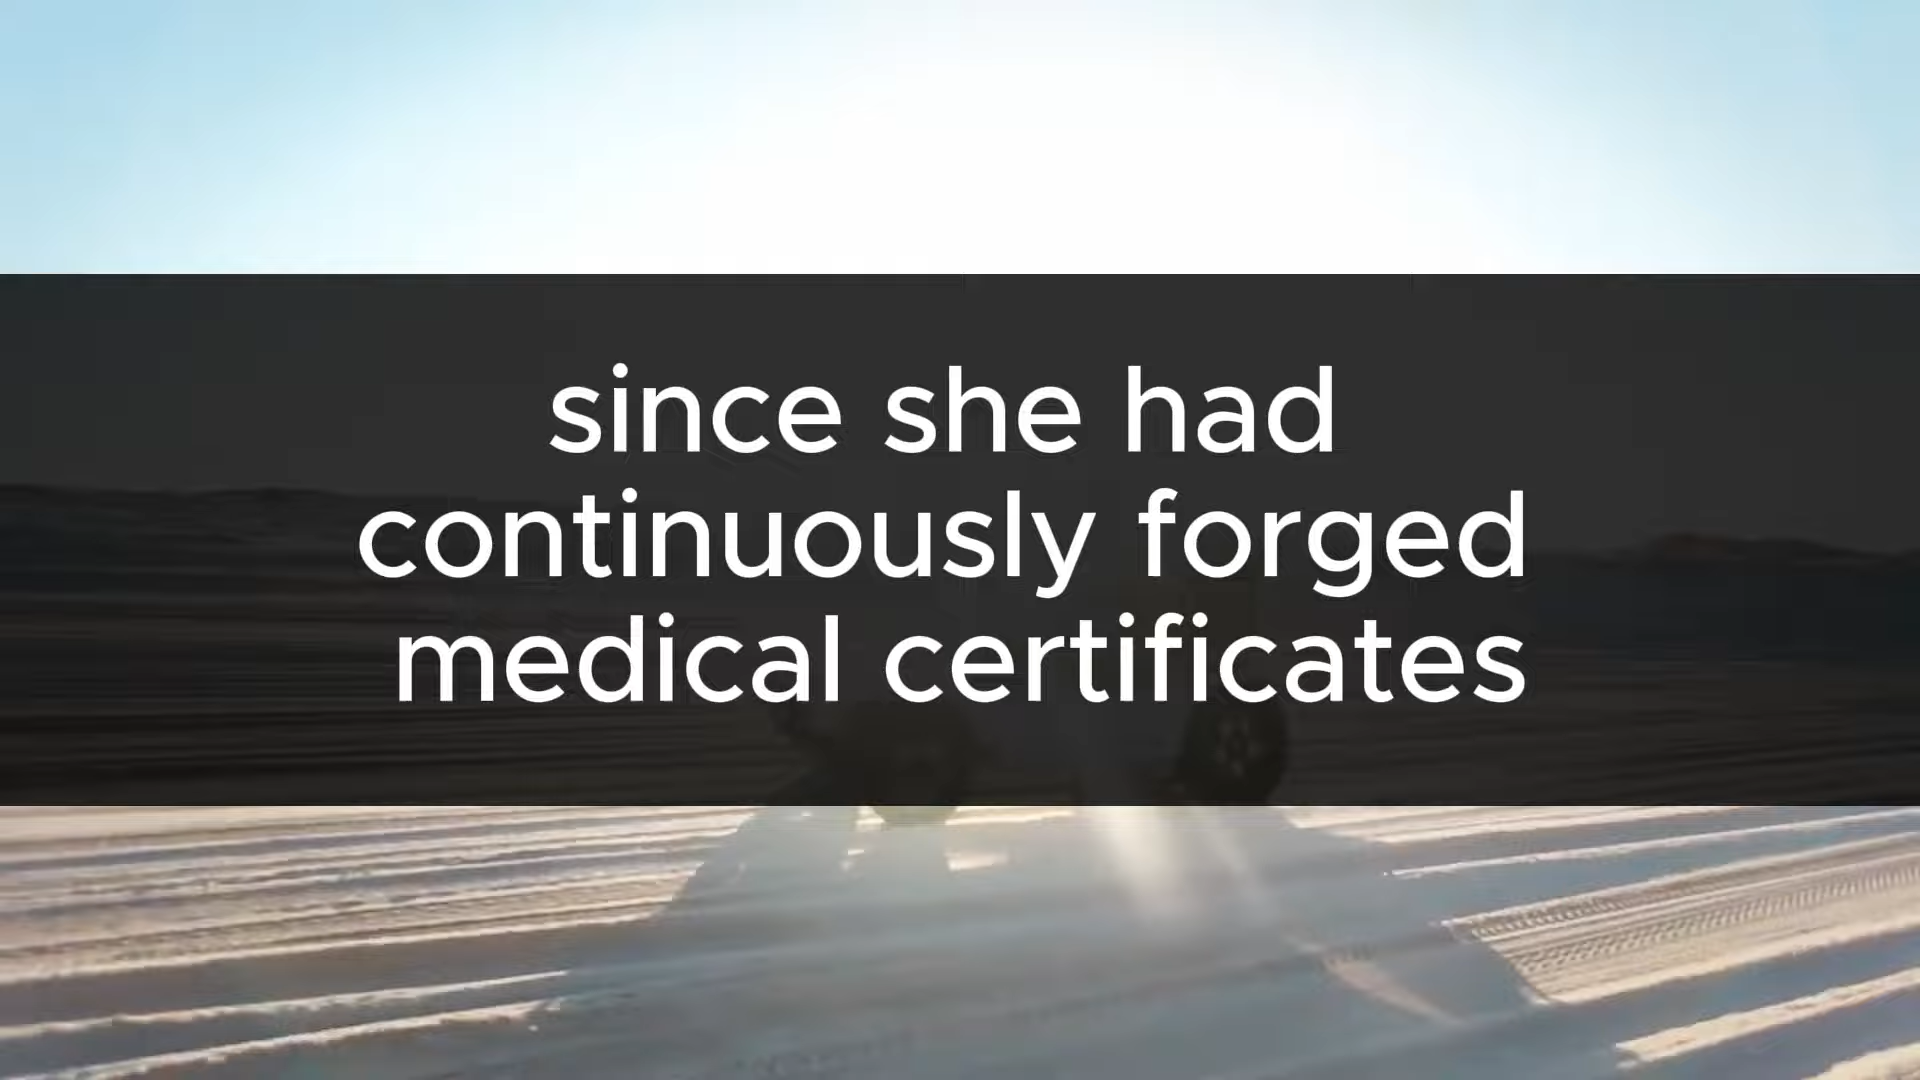 since she had
continuously forged
medical certificates